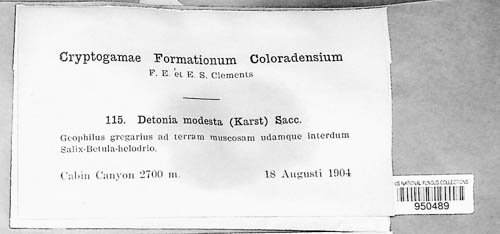 Cryptogamae Formationum Coloradensium
F. E. et E. S. Clements
115. Detonia modesta (Karst) Sacc.
Geophilus gregarius ad terram muscosam udamque interdum
Salix-Betula-helodrio.
Cabin Canyon 2700 m. 18 Augusti 1904
US NATIONAL FUNGUS COLLECTIONS
950489